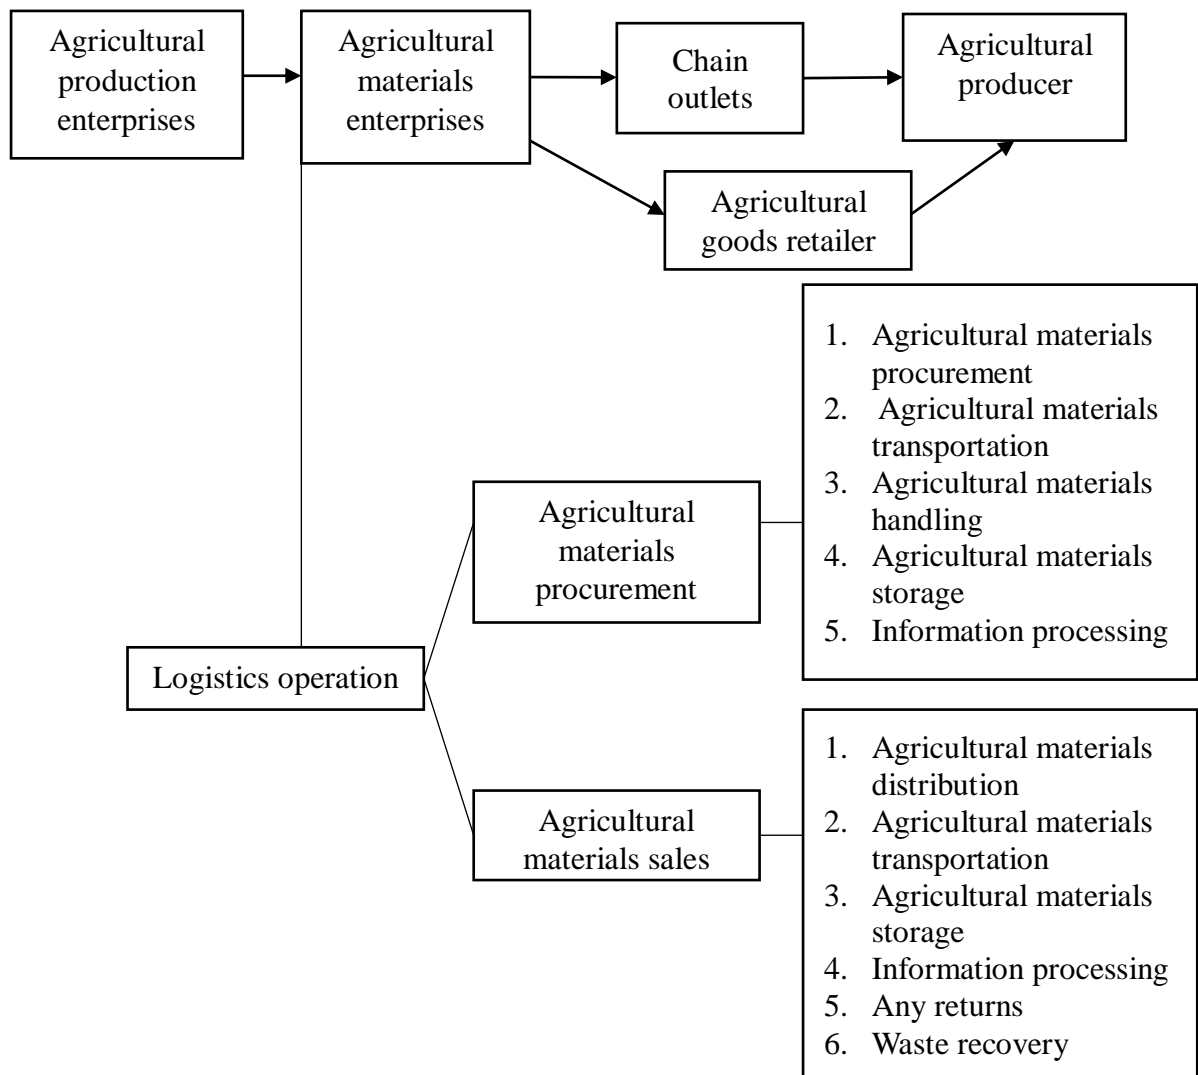 Agricultural
production
enterprises
Agricultural
materials
enterprises
Chain
outlets
Agricultural
producer
Agricultural
goods retailer
1. Agricultural materials
procurement
2. Agricultural materials
transportation
3. Agricultural materials
handling
4. Agricultural materials
storage
5. Information processing
Agricultural
materials
procurement
Logistics operation
Agricultural
materials sales
1. Agricultural materials
distribution
2. Agricultural materials
transportation
3. Agricultural materials
storage
4. Information processing
5. Any returns
6. Waste recovery